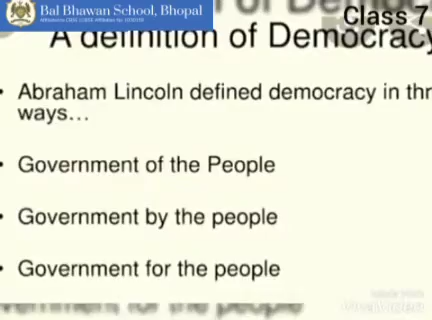 Bal Bhawan School, Bhopal
Class 7
A definition of Democracy
• Abraham Lincoln defined democracy in thr
ways...
• Government of the People
• Government by the people
• Government for the people